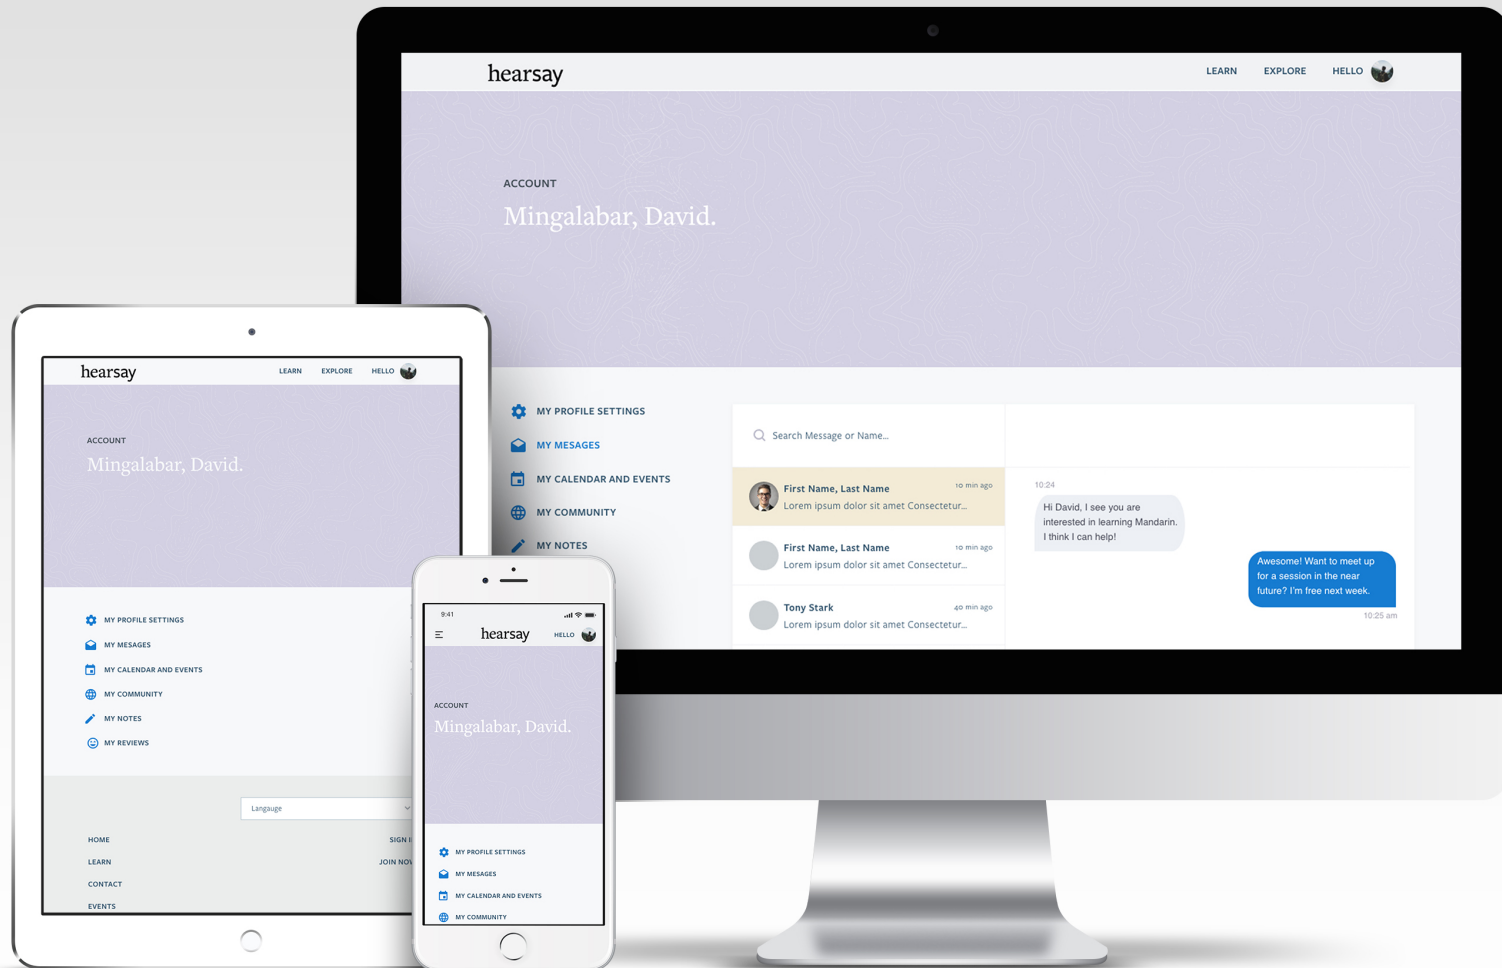 hearsay
LEARN EXPLORE HELLO
ACCOUNT
Mingalabar, David.
MY PROFILE SETTINGS
MY MESAGES
MY CALENDAR AND EVENTS
MY COMMUNITY
MY NOTES
Search Message or Name...
First Name, Last Name 10 min ago
Lorem ipsum dolor sit amet Consectetur...
First Name, Last Name 10 min ago
Lorem ipsum dolor sit amet Consectetur...
Tony Stark 40 min ago
Lorem ipsum dolor sit amet Consectetur...
10:24
Hi David, I see you are
interested in learning Mandarin.
I think I can help!
Awesome! Want to meet up
for a session in the near
future? I'm free next week.
10:25 am
hearsay
LEARN EXPLORE HELLO
ACCOUNT
Mingalabar, David.
MY PROFILE SETTINGS
MY MESAGES
MY CALENDAR AND EVENTS
MY COMMUNITY
MY NOTES
MY REVIEWS
Langauge
HOME
SIGN
LEARN
JOIN
CONTACT
EVENTS
9:41
hearsay
HELLO
ACCOUNT
Mingalabar, David.
MY PROFILE SETTINGS
MY MESAGES
MY CALENDAR AND EVENTS
MY COMMUNITY